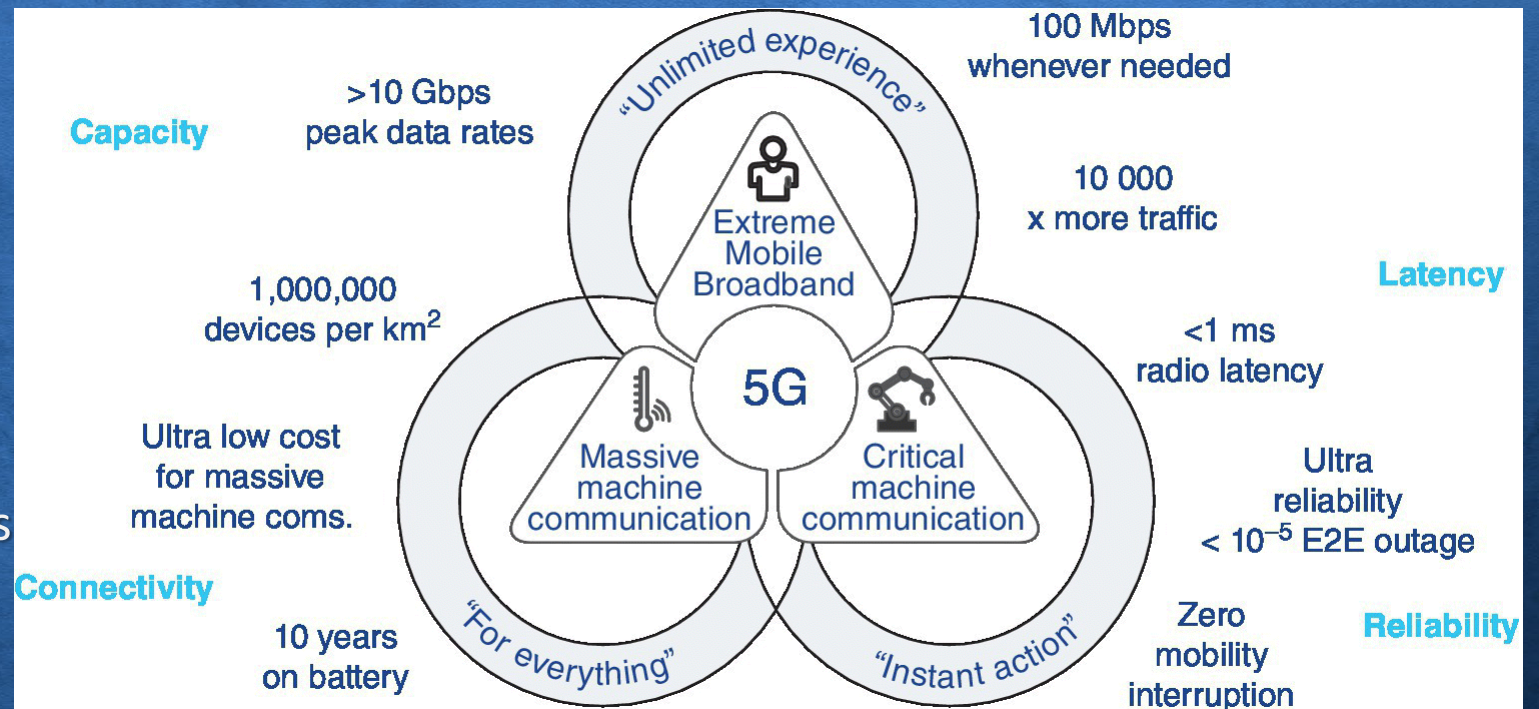 “Unlimited experience”
100 Mbps
whenever needed
>10 Gbps
peak data rates
Capacity
10 000
x more traffic
Extreme
Mobile
Broadband
Latency
1,000,000
devices per km²
<1 ms
radio latency
5G
Ultra low cost
for massive
machine coms.
Massive
machine
communication
Critical
machine
communication
Ultra
reliability
< 10⁻⁵ E2E outage
s
Connectivity
10 years
on battery
“For everything”
“Instant action”
Zero
mobility
interruption
Reliability